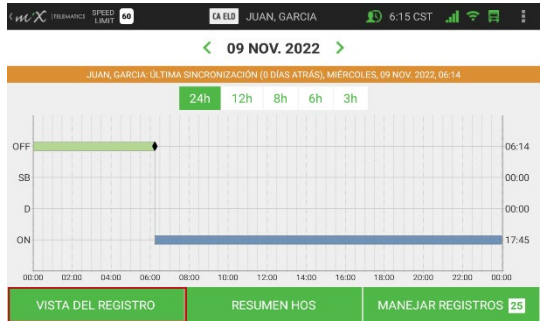 miX TELEMATICS SPEED LIMIT 60 CA ELD JUAN, GARCIA 6:15 CST
< 09 NOV. 2022 >
JUAN, GARCIA: ÚLTIMA SINCRONIZACIÓN (0 DÍAS ATRÁS), MIÉRCOLES, 09 NOV. 2022, 06:14
24h 12h 8h 6h 3h
OFF 06:14
SB 00:00
D 00:00
ON 17:45
00:00 02:00 04:00 06:00 08:00 10:00 12:00 14:00 16:00 18:00 20:00 22:00 00:00
VISTA DEL REGISTRO RESUMEN HOS MANEJAR REGISTROS 25